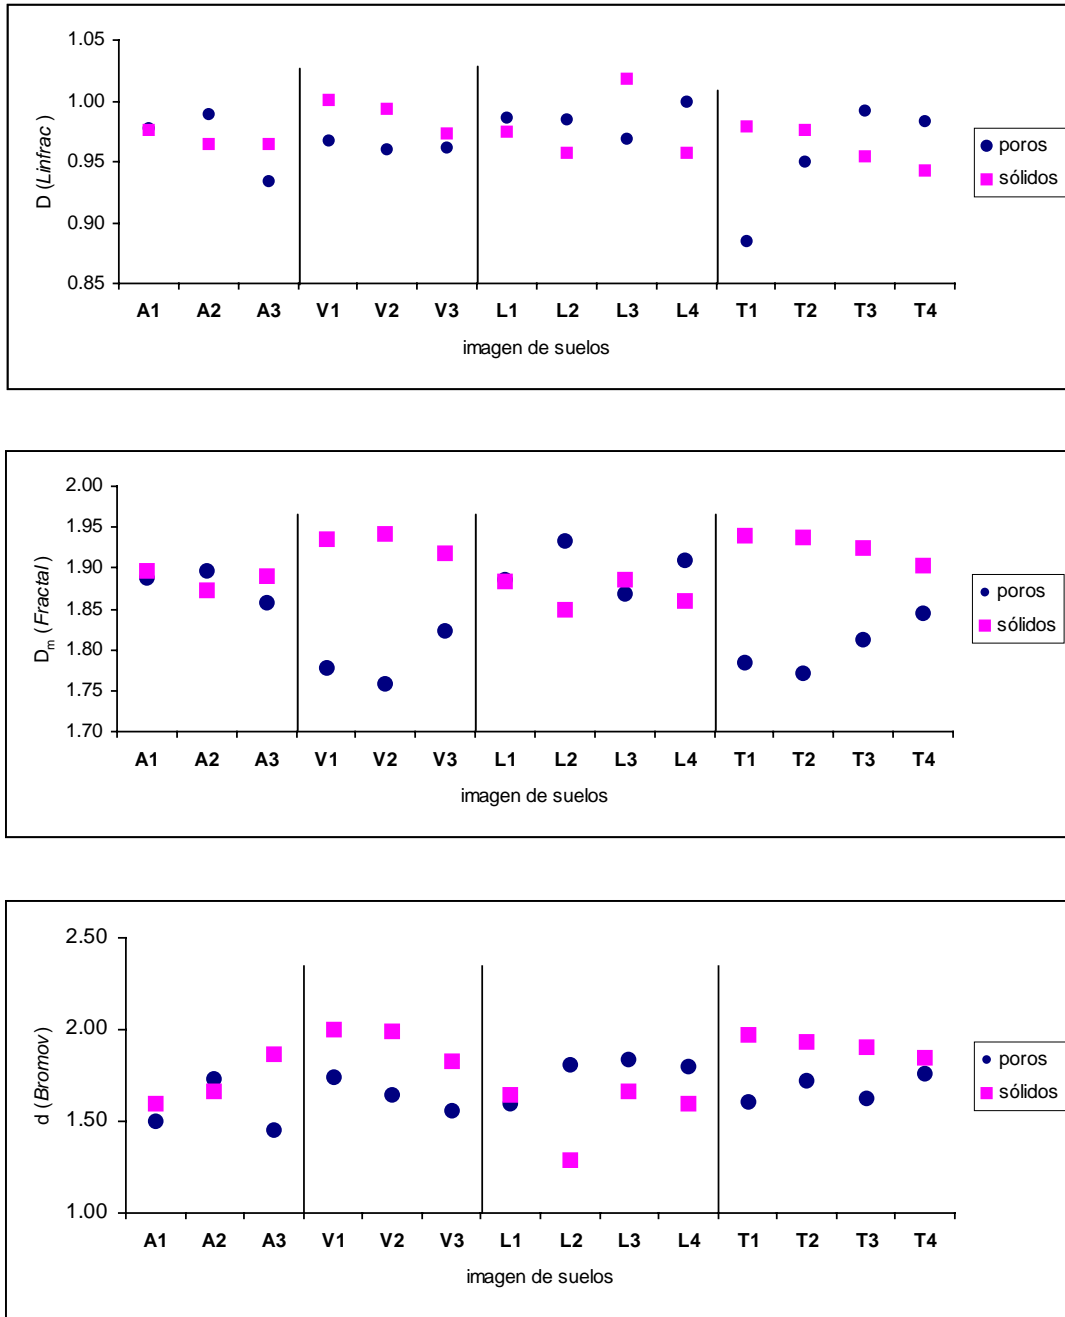 1.05
1.00
0.95
0.90
0.85
D (Linfrac)
A1 A2 A3 V1 V2 V3 L1 L2 L3 L4 T1 T2 T3 T4
imagen de suelos
poros
sólidos
2.00
1.95
1.90
1.85
1.80
1.75
1.70
Dm (Fractal)
A1 A2 A3 V1 V2 V3 L1 L2 L3 L4 T1 T2 T3 T4
imagen de suelos
poros
sólidos
2.50
2.00
1.50
1.00
d (Bromov)
A1 A2 A3 V1 V2 V3 L1 L2 L3 L4 T1 T2 T3 T4
imagen de suelos
poros
sólidos